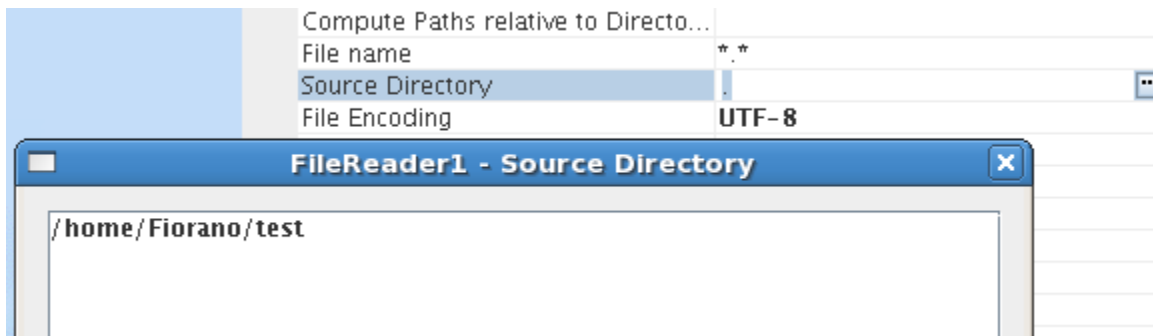 Compute Paths relative to Directo...
File name *.*
Source Directory .
File Encoding UTF-8
FileReader1 - Source Directory
/home/Fiorano/test